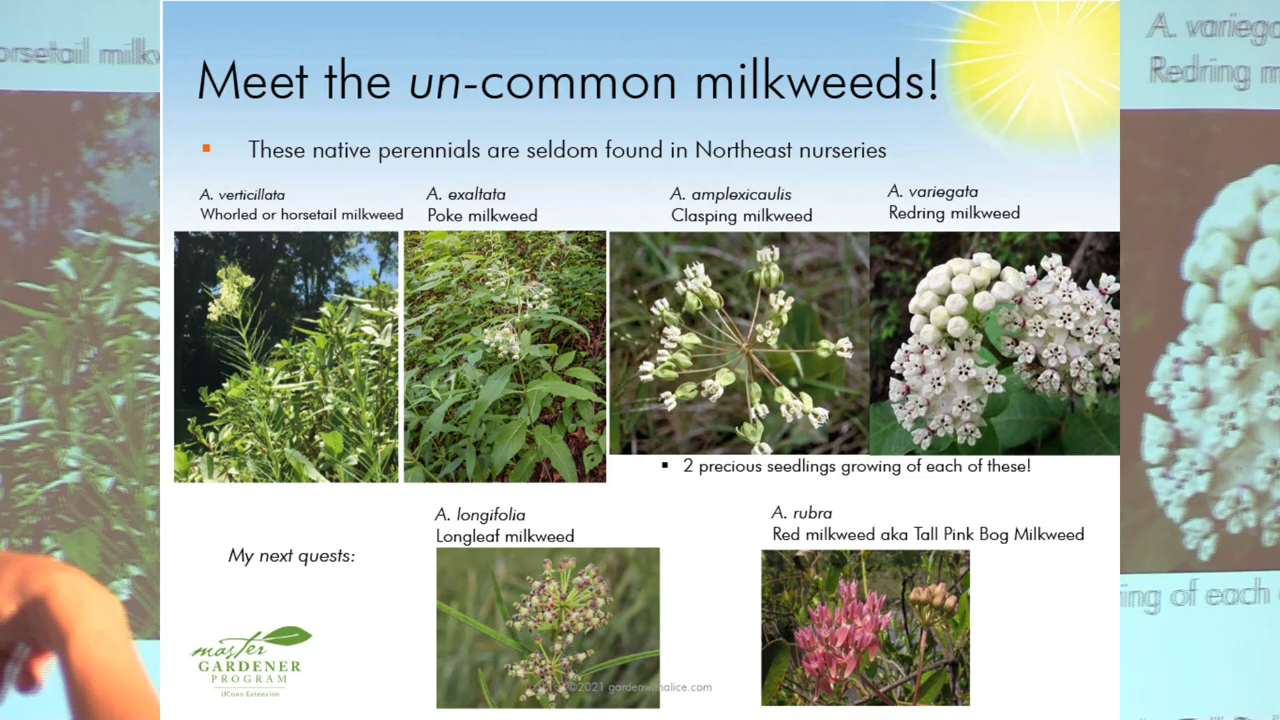 Meet the un-common milkweeds!
▪ These native perennials are seldom found in Northeast nurseries
A. verticillata
Whorled or horsetail milkweed
A. exaltata
Poke milkweed
A. amplexicaulis
Clasping milkweed
A. variegata
Redring milkweed
▪ 2 precious seedlings growing of each of these!
My next quests:
A. longifolia
Longleaf milkweed
A. rubra
Red milkweed aka Tall Pink Bog Milkweed
master
GARDENER
PROGRAM
UConn Extension
©2021 gardenwithalice.com
orsetail milkw
A. variega
Redring m
ing of each